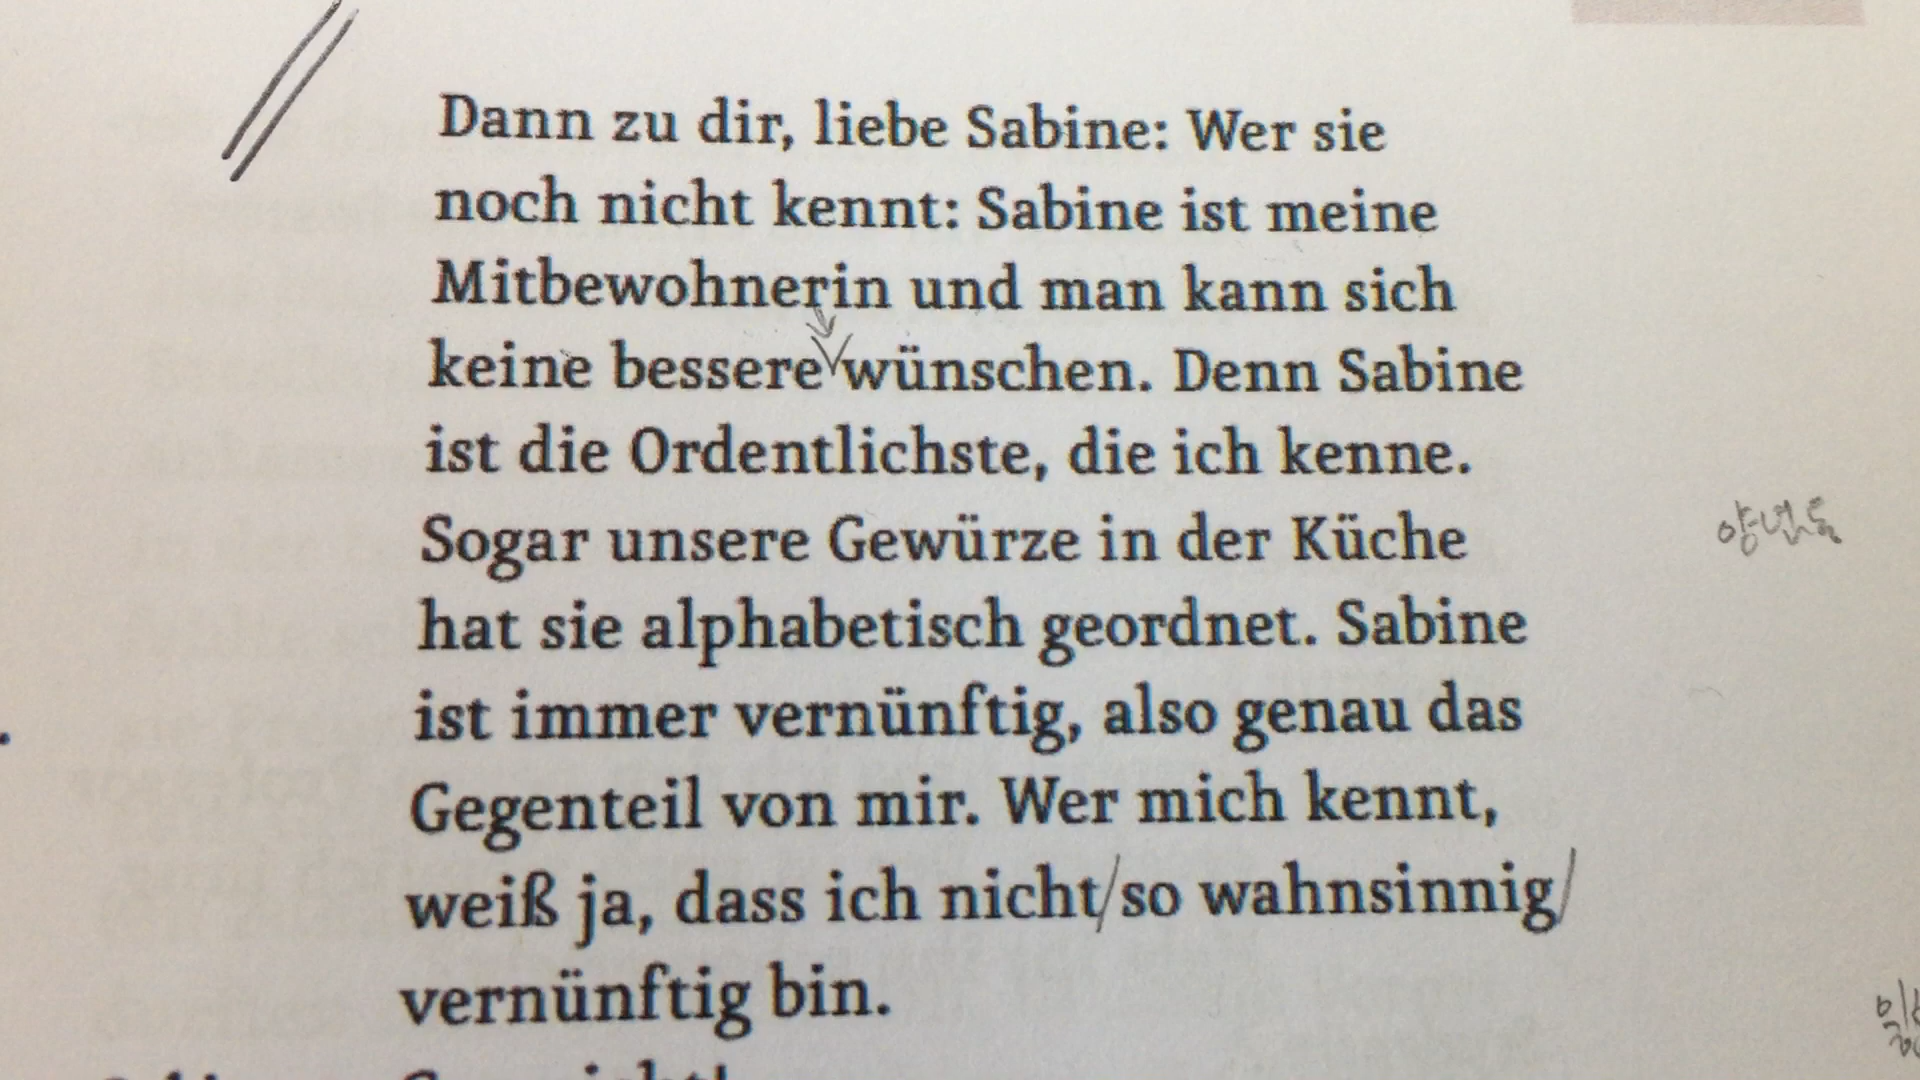 Dann zu dir, liebe Sabine: Wer sie
noch nicht kennt: Sabine ist meine
Mitbewohnerin und man kann sich
keine bessere wünschen. Denn Sabine
ist die Ordentlichste, die ich kenne.
Sogar unsere Gewürze in der Küche
양념들
hat sie alphabetisch geordnet. Sabine
ist immer vernünftig, also genau das
Gegenteil von mir. Wer mich kennt,
weiß ja, dass ich nicht/so wahnsinnig/
vernünftig bin.